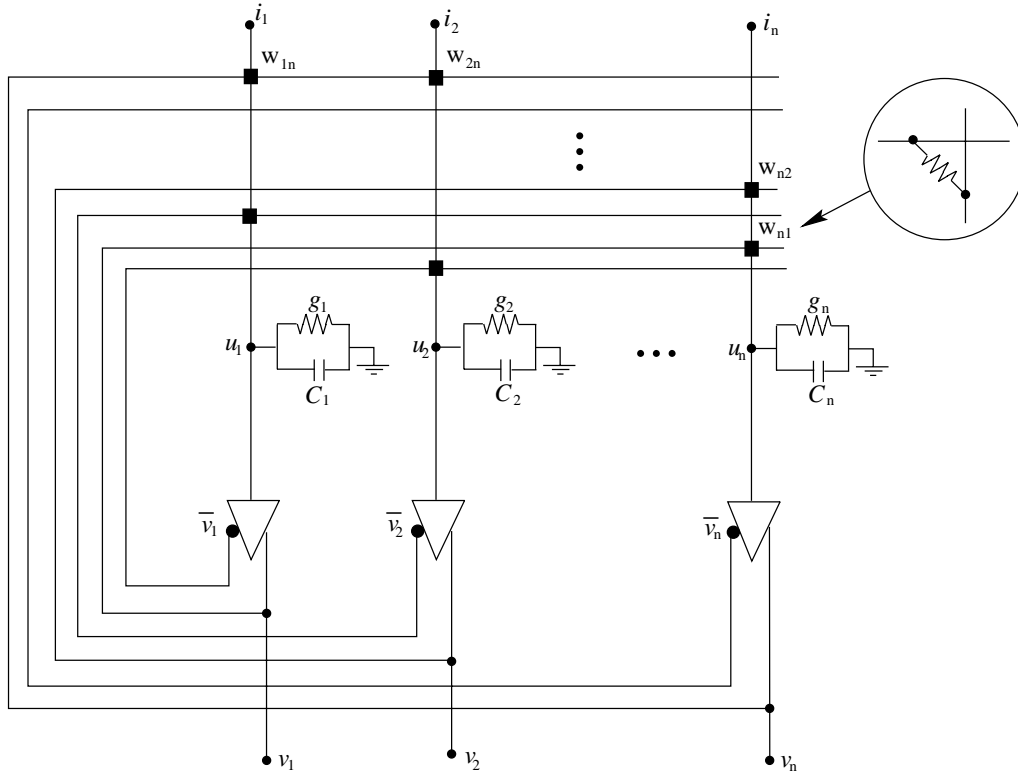 i₁ i₂ iₙ
w₁ₙ w₂ₙ
wₙ₂
wₙ₁
g₁ g₂ gₙ
u₁ u₂ uₙ
C₁ C₂ Cₙ
v̅₁ v̅₂ v̅ₙ
v₁ v₂ vₙ